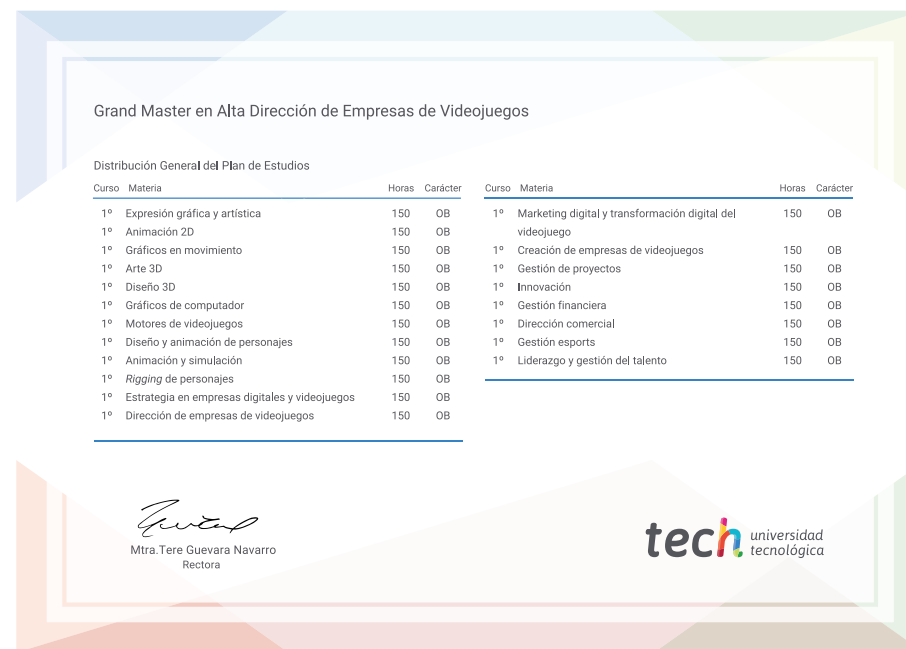 Grand Master en Alta Dirección de Empresas de Videojuegos
Distribución General del Plan de Estudios
Curso Materia Horas Carácter
1º Expresión gráfica y artística 150 OB
1º Animación 2D 150 OB
1º Gráficos en movimiento 150 OB
1º Arte 3D 150 OB
1º Diseño 3D 150 OB
1º Gráficos de computador 150 OB
1º Motores de videojuegos 150 OB
1º Diseño y animación de personajes 150 OB
1º Animación y simulación 150 OB
1º Rigging de personajes 150 OB
1º Estrategia en empresas digitales y videojuegos 150 OB
1º Dirección de empresas de videojuegos 150 OB
Curso Materia Horas Carácter
1º Marketing digital y transformación digital del 150 OB
videojuego
1º Creación de empresas de videojuegos 150 OB
1º Gestión de proyectos 150 OB
1º Innovación 150 OB
1º Gestión financiera 150 OB
1º Dirección comercial 150 OB
1º Gestión esports 150 OB
1º Liderazgo y gestión del talento 150 OB
Mtra.Tere Guevara Navarro
Rectora
tech universidad
tecnológica